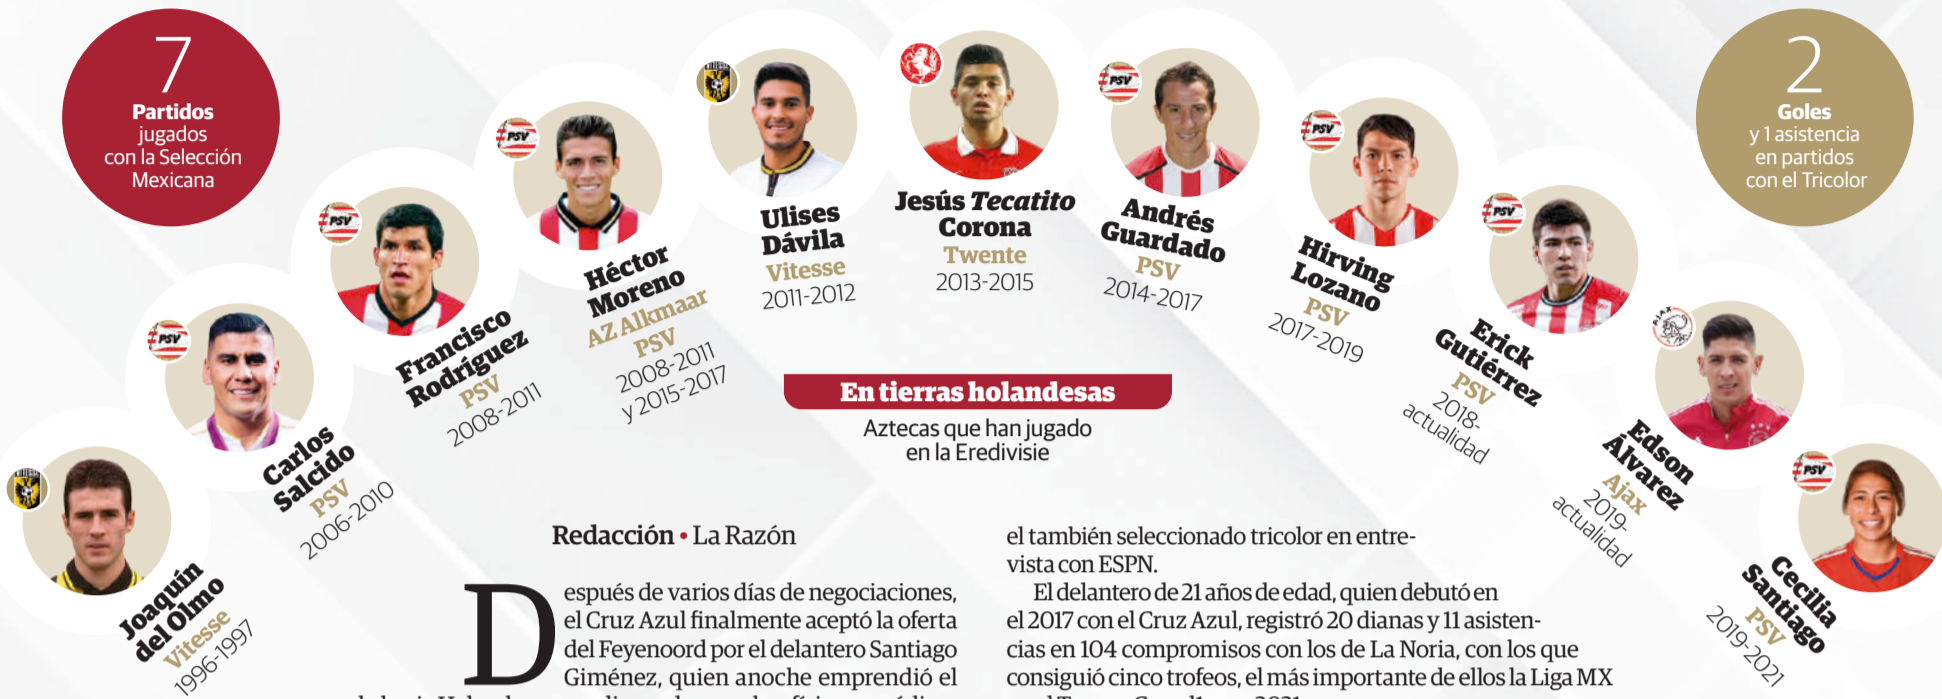 7
Partidos
jugados
con la Selección
Mexicana
2
Goles
y 1 asistencia
en partidos
con el Tricolor
Joaquín
del Olmo
Vitesse
1996-1997
PSV
Carlos
Salcido
PSV
2006-2010
PSV
Francisco
Rodríguez
PSV
2008-2011
PSV
Héctor
Moreno
AZ Alkmaar
PSV
2008-2011
y 2015-2017
Ulises
Dávila
Vitesse
2011-2012
Jesús Tecatito
Corona
Twente
2013-2015
PSV
Andrés
Guardado
PSV
2014-2017
PSV
Hirving
Lozano
PSV
2017-2019
PSV
Erick
Gutiérrez
PSV
2018-
actualidad
AJAX
Edson
Álvarez
Ajax
2019-
actualidad
PSV
Cecilia
Santiago
PSV
2019-2021
En tierras holandesas
Aztecas que han jugado
en la Eredivisie
Redacción • La Razón
Después de varios días de negociaciones,
el Cruz Azul finalmente aceptó la oferta
del Feyenoord por el delantero Santiago
Giménez, quien anoche emprendió el
el también seleccionado tricolor en entre-
vista con ESPN.
El delantero de 21 años de edad, quien debutó en
el 2017 con el Cruz Azul, registró 20 dianas y 11 asisten-
cias en 104 compromisos con los de La Noria, con los que
consiguió cinco trofeos, el más importante de ellos la Liga MX